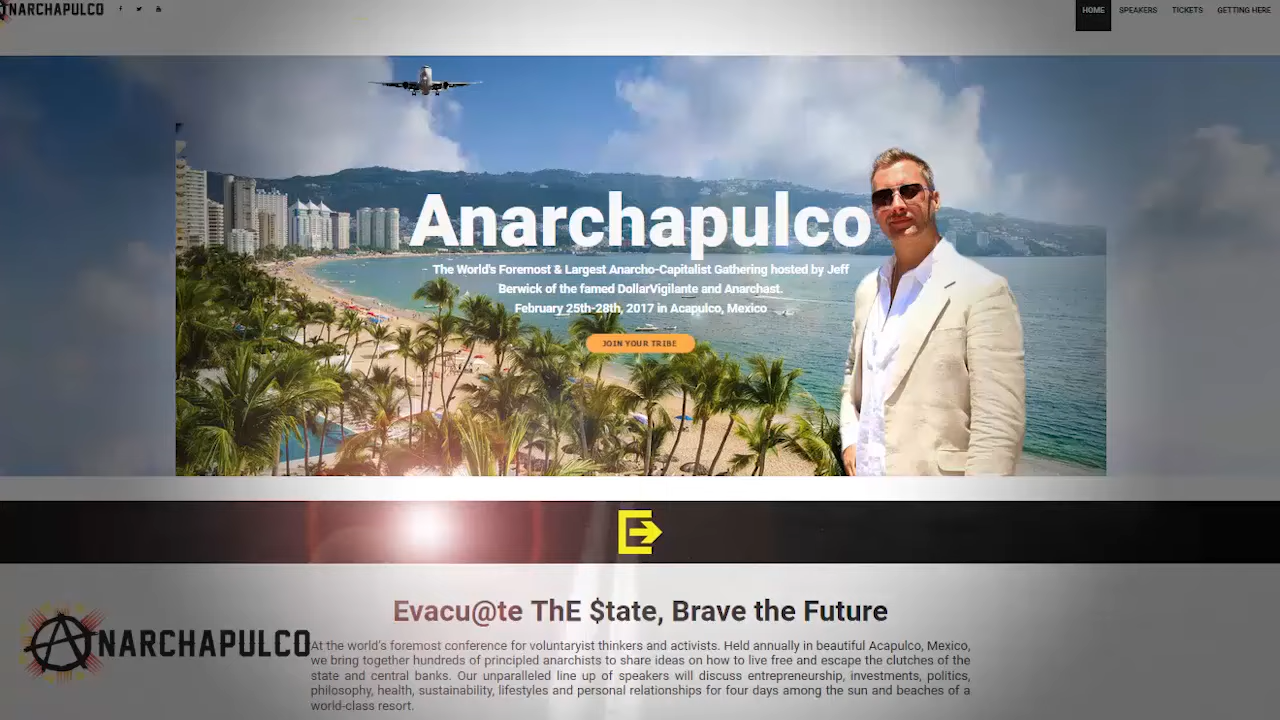 NARCHAPULCO
HOME SPEAKERS TICKETS GETTING HERE
Anarchapulco
The World's Foremost & Largest Anarcho-Capitalist Gathering hosted by Jeff
Berwick of the famed DollarVigilante and Anarchast.
February 25th-28th, 2017 in Acapulco, Mexico
JOIN YOUR TRIBE
Evacu@te ThE $tate, Brave the Future
At the world's foremost conference for voluntaryist thinkers and activists. Held annually in beautiful Acapulco, Mexico,
we bring together hundreds of principled anarchists to share ideas on how to live free and escape the clutches of the
state and central banks. Our unparalleled line up of speakers will discuss entrepreneurship, investments, politics,
philosophy, health, sustainability, lifestyles and personal relationships for four days among the sun and beaches of a
world-class resort.
ANARCHAPULCO